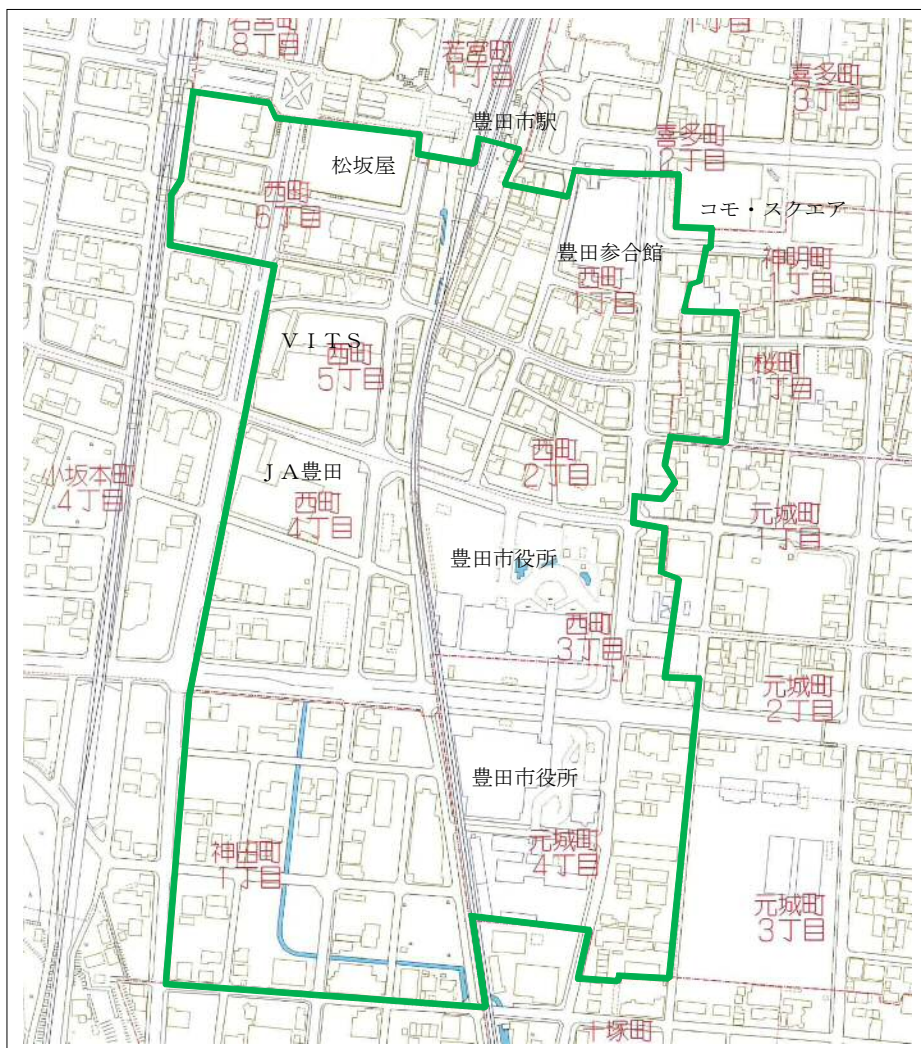 若宮町
8丁目
若宮町
1丁目
喜多町
3丁目
豊田市駅
喜多町
2丁目
松坂屋
西町
6丁目
コモ・スクエア
豊田参合館
神明町
1丁目
西町
1丁目
VITS
西町
5丁目
桜町
1丁目
西町
2丁目
小坂本町
4丁目
JA豊田
西町
4丁目
元城町
1丁目
豊田市役所
西町
3丁目
元城町
2丁目
豊田市役所
神田町
1丁目
元城町
4丁目
元城町
3丁目
十塚町